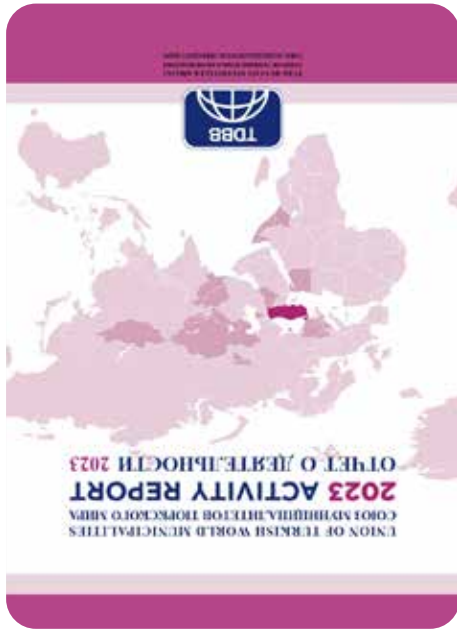 UNION OF TURKISH WORLD MUNICIPALITIES
СОЮЗ МУНИЦИПАЛИТЕТОВ ТЮРКСКОГО МИРА
2023 ACTIVITY REPORT
ОТЧЕТ О ДЕЯТЕЛЬНОСТИ 2023
TDBB